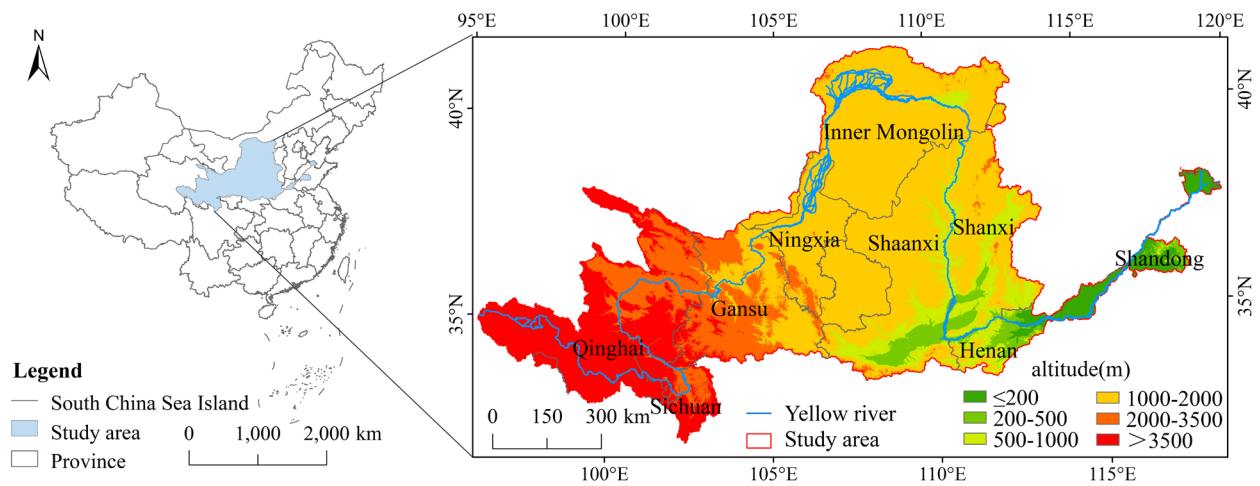 N
Legend
South China Sea Island
Study area
Province
0 1,000 2,000 km
95°E 100°E 105°E 110°E 115°E 120°E
40°N
35°N
40°N
35°N
Inner Mongolin
Ningxia
Shaanxi
Shanxi
Shandong
Gansu
Qinghai
Henan
Sichuan
0 150 300 km
Yellow river
Study area
altitude(m)
≤200
200-500
500-1000
1000-2000
2000-3500
>3500
100°E 105°E 110°E 115°E